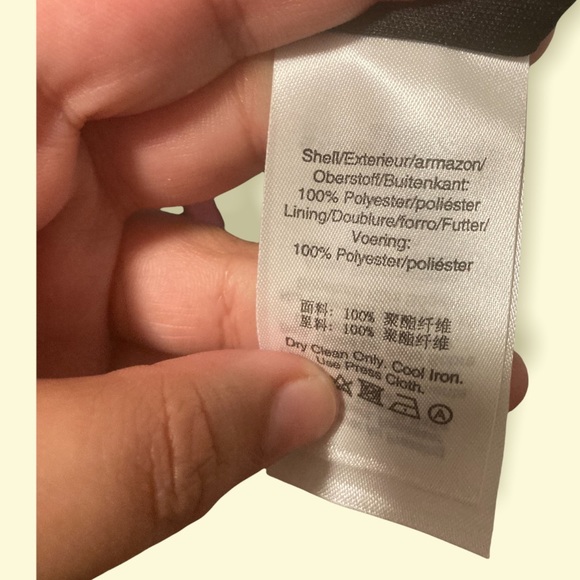 Shell/Exterieur/armazon/
Oberstoff/Buitenkant:
100% Polyester/poliéster
Lining/Doublure/forro/Futter/
Voering:
100% Polyester/poliéster
面料: 100% 聚酯纤维
里料: 100% 聚酯纤维
Dry Clean Only. Cool Iron.
Use Press Cloth.
A